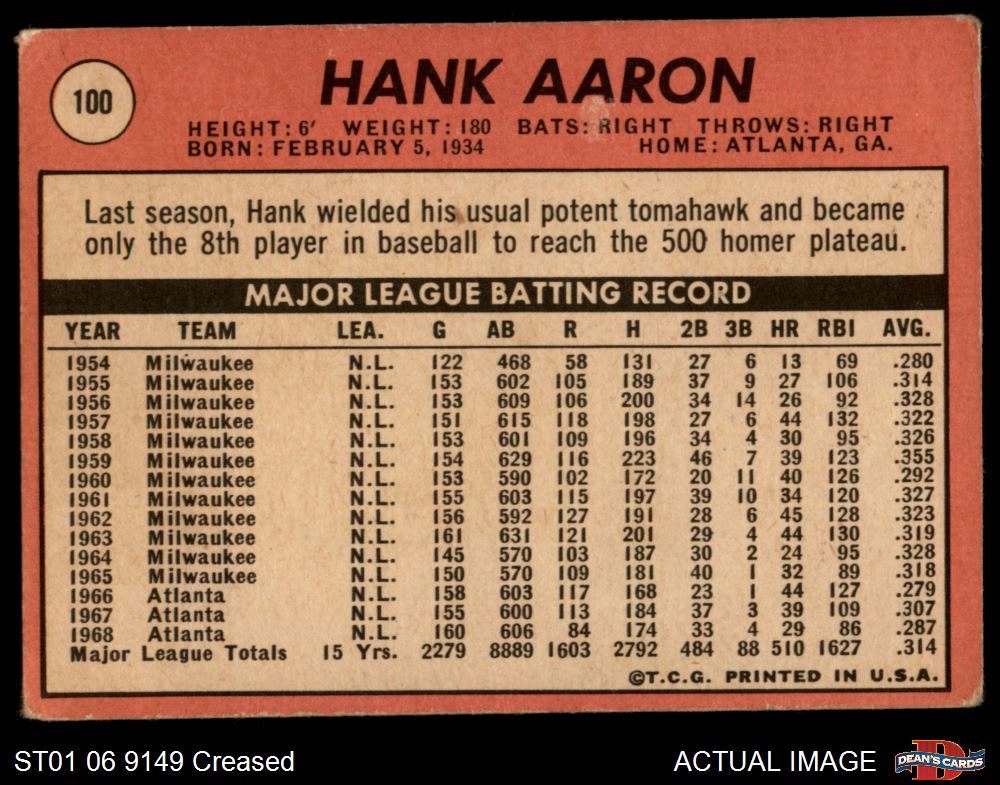 100
HANK AARON
HEIGHT: 6' WEIGHT: 180 BATS: RIGHT THROWS: RIGHT
BORN: FEBRUARY 5, 1934 HOME: ATLANTA, GA.
Last season, Hank wielded his usual potent tomahawk and became
only the 8th player in baseball to reach the 500 homer plateau.
MAJOR LEAGUE BATTING RECORD
YEAR TEAM LEA. G AB R H 2B 3B HR RBI AVG.
1954 Milwaukee N.L. 122 468 58 131 27 6 13 69 .280
1955 Milwaukee N.L. 153 602 105 189 37 9 27 106 .314
1956 Milwaukee N.L. 153 609 106 200 34 14 26 92 .328
1957 Milwaukee N.L. 151 615 118 198 27 6 44 132 .322
1958 Milwaukee N.L. 153 601 109 196 34 4 30 95 .326
1959 Milwaukee N.L. 154 629 116 223 46 7 39 123 .355
1960 Milwaukee N.L. 153 590 102 172 20 11 40 126 .292
1961 Milwaukee N.L. 155 603 115 197 39 10 34 120 .327
1962 Milwaukee N.L. 156 592 127 191 28 6 45 128 .323
1963 Milwaukee N.L. 161 631 121 201 29 4 44 130 .319
1964 Milwaukee N.L. 145 570 103 187 30 2 24 95 .328
1965 Milwaukee N.L. 150 570 109 181 40 1 32 89 .318
1966 Atlanta N.L. 158 603 117 168 23 1 44 127 .279
1967 Atlanta N.L. 155 600 113 184 37 3 39 109 .307
1968 Atlanta N.L. 160 606 84 174 33 4 29 86 .287
Major League Totals 15 Yrs. 2279 8889 1603 2792 484 88 510 1627 .314
©T.C.G. PRINTED IN U.S.A.
ST01 06 9149 Creased ACTUAL IMAGE
D
DEAN'S CARDS